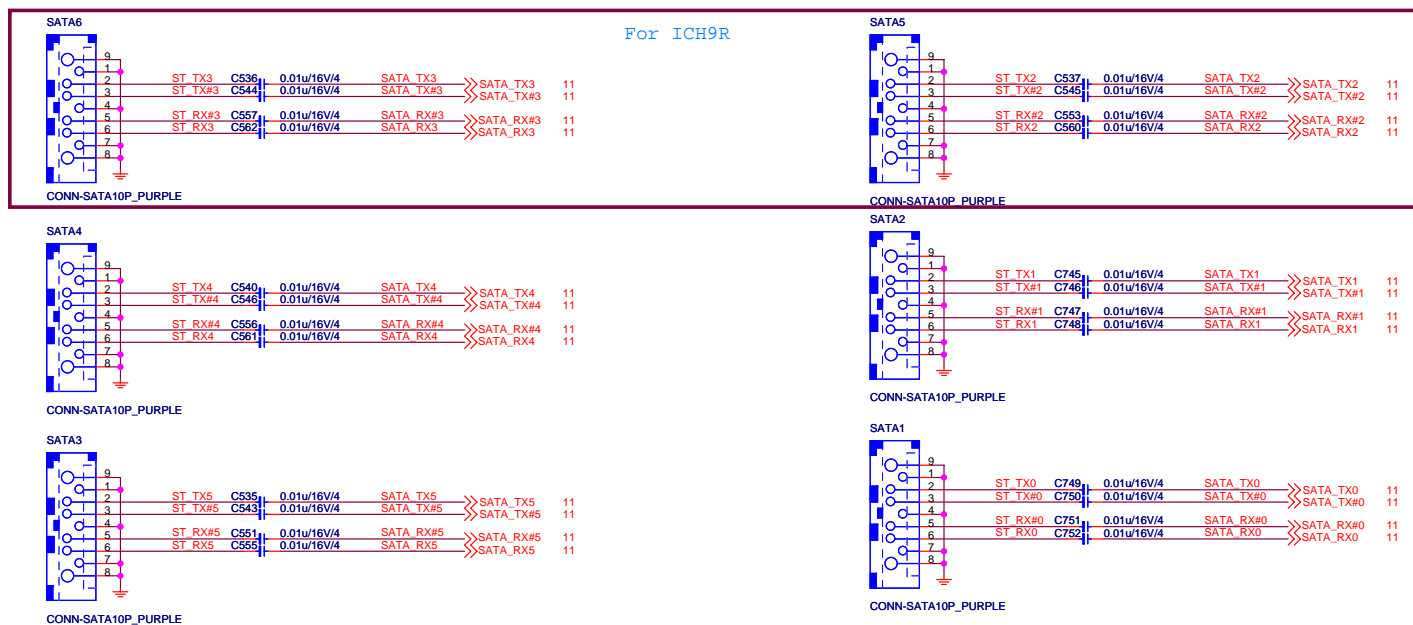 For ICH9R
SATA6
9
1
2 ST_TX3 C536 0.01u/16V/4 SATA_TX3 SATA_TX3 11
3 ST_TX#3 C544 0.01u/16V/4 SATA_TX#3 SATA_TX#3 11
4
5 ST_RX#3 C557 0.01u/16V/4 SATA_RX#3 SATA_RX#3 11
6 ST_RX3 C562 0.01u/16V/4 SATA_RX3 SATA_RX3 11
7
8
CONN-SATA10P_PURPLE
SATA5
9
1
2 ST_TX2 C537 0.01u/16V/4 SATA_TX2 SATA_TX2 11
3 ST_TX#2 C545 0.01u/16V/4 SATA_TX#2 SATA_TX#2 11
4
5 ST_RX#2 C553 0.01u/16V/4 SATA_RX#2 SATA_RX#2 11
6 ST_RX2 C560 0.01u/16V/4 SATA_RX2 SATA_RX2 11
7
8
CONN-SATA10P_PURPLE
SATA4
9
1
2 ST_TX4 C540 0.01u/16V/4 SATA_TX4 SATA_TX4 11
3 ST_TX#4 C546 0.01u/16V/4 SATA_TX#4 SATA_TX#4 11
4
5 ST_RX#4 C556 0.01u/16V/4 SATA_RX#4 SATA_RX#4 11
6 ST_RX4 C561 0.01u/16V/4 SATA_RX4 SATA_RX4 11
7
8
CONN-SATA10P_PURPLE
SATA2
9
1
2 ST_TX1 C745 0.01u/16V/4 SATA_TX1 SATA_TX1 11
3 ST_TX#1 C746 0.01u/16V/4 SATA_TX#1 SATA_TX#1 11
4
5 ST_RX#1 C747 0.01u/16V/4 SATA_RX#1 SATA_RX#1 11
6 ST_RX1 C748 0.01u/16V/4 SATA_RX1 SATA_RX1 11
7
8
CONN-SATA10P_PURPLE
SATA3
9
1
2 ST_TX5 C535 0.01u/16V/4 SATA_TX5 SATA_TX5 11
3 ST_TX#5 C543 0.01u/16V/4 SATA_TX#5 SATA_TX#5 11
4
5 ST_RX#5 C551 0.01u/16V/4 SATA_RX#5 SATA_RX#5 11
6 ST_RX5 C555 0.01u/16V/4 SATA_RX5 SATA_RX5 11
7
8
CONN-SATA10P_PURPLE
SATA1
9
1
2 ST_TX0 C749 0.01u/16V/4 SATA_TX0 SATA_TX0 11
3 ST_TX#0 C750 0.01u/16V/4 SATA_TX#0 SATA_TX#0 11
4
5 ST_RX#0 C751 0.01u/16V/4 SATA_RX#0 SATA_RX#0 11
6 ST_RX0 C752 0.01u/16V/4 SATA_RX0 SATA_RX0 11
7
8
CONN-SATA10P_PURPLE